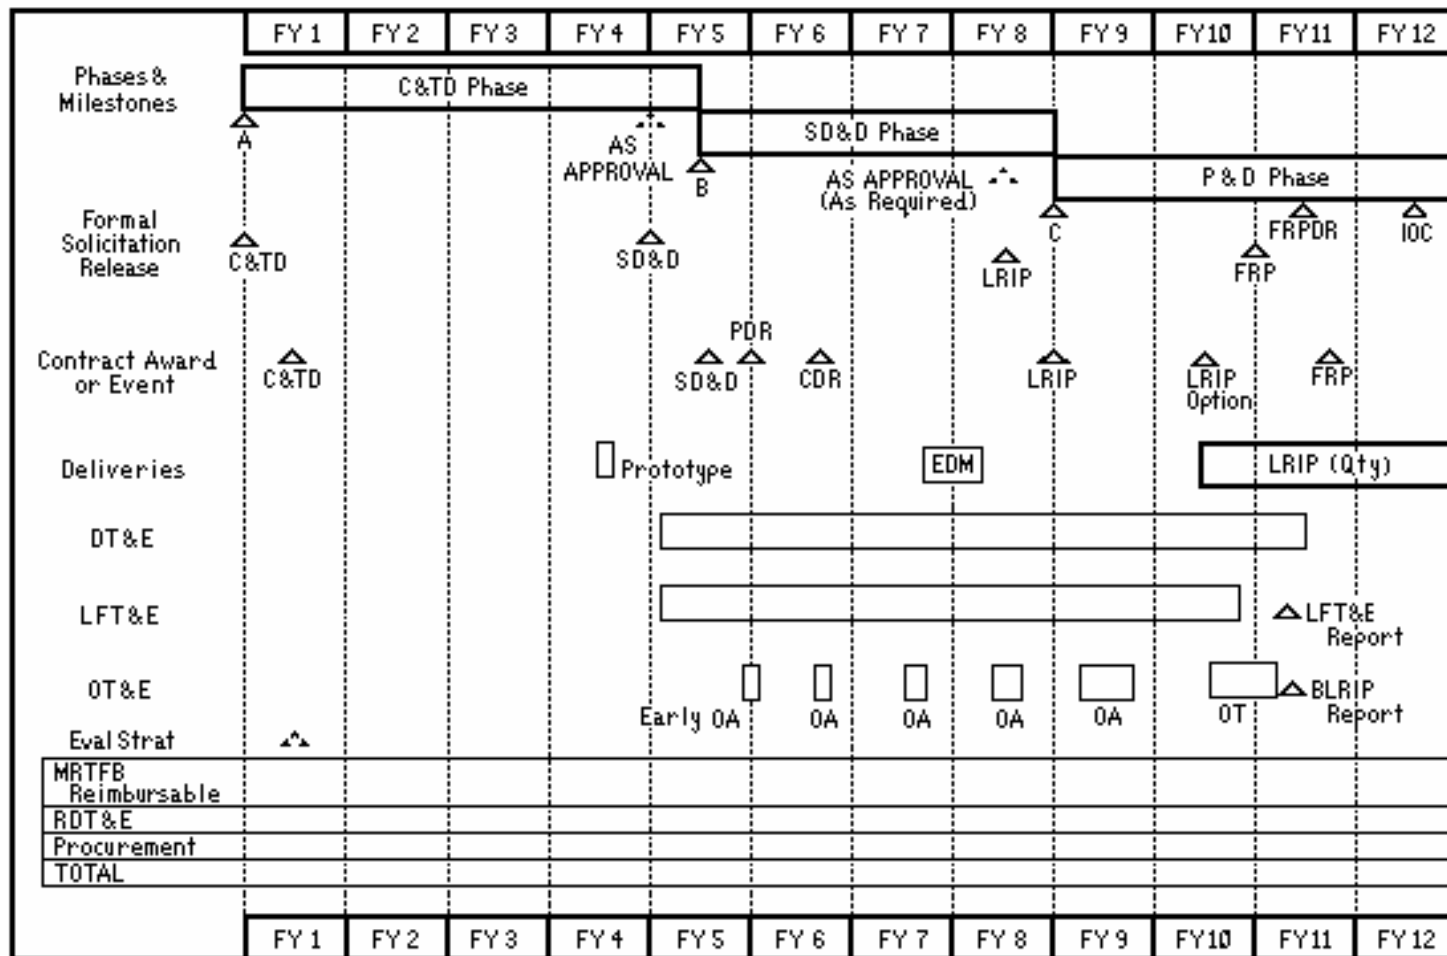 FY 1 FY 2 FY 3 FY 4 FY 5 FY 6 FY 7 FY 8 FY 9 FY10 FY11 FY 12
Phases &
Milestones
C&TD Phase
A
AS
APPROVAL
B
SD&D Phase
AS APPROVAL
(As Required)
C
P & D Phase
FRPDR
IOC
Formal
Solicitation
Release
C&TD
SD&D
LRIP
FRP
Contract Award
or Event
C&TD
SD&D
PDR
CDR
LRIP
LRIP
Option
FRP
Deliveries
Prototype
EDM
LRIP (Qty)
DT&E
LFT&E
LFT&E
Report
OT&E
Early OA
OA
OA
OA
OA
OT
BLRIP
Report
Eval Strat
MRTFB
Reimbursable
RDT&E
Procurement
TOTAL
FY 1 FY 2 FY 3 FY 4 FY 5 FY 6 FY 7 FY 8 FY 9 FY10 FY11 FY 12